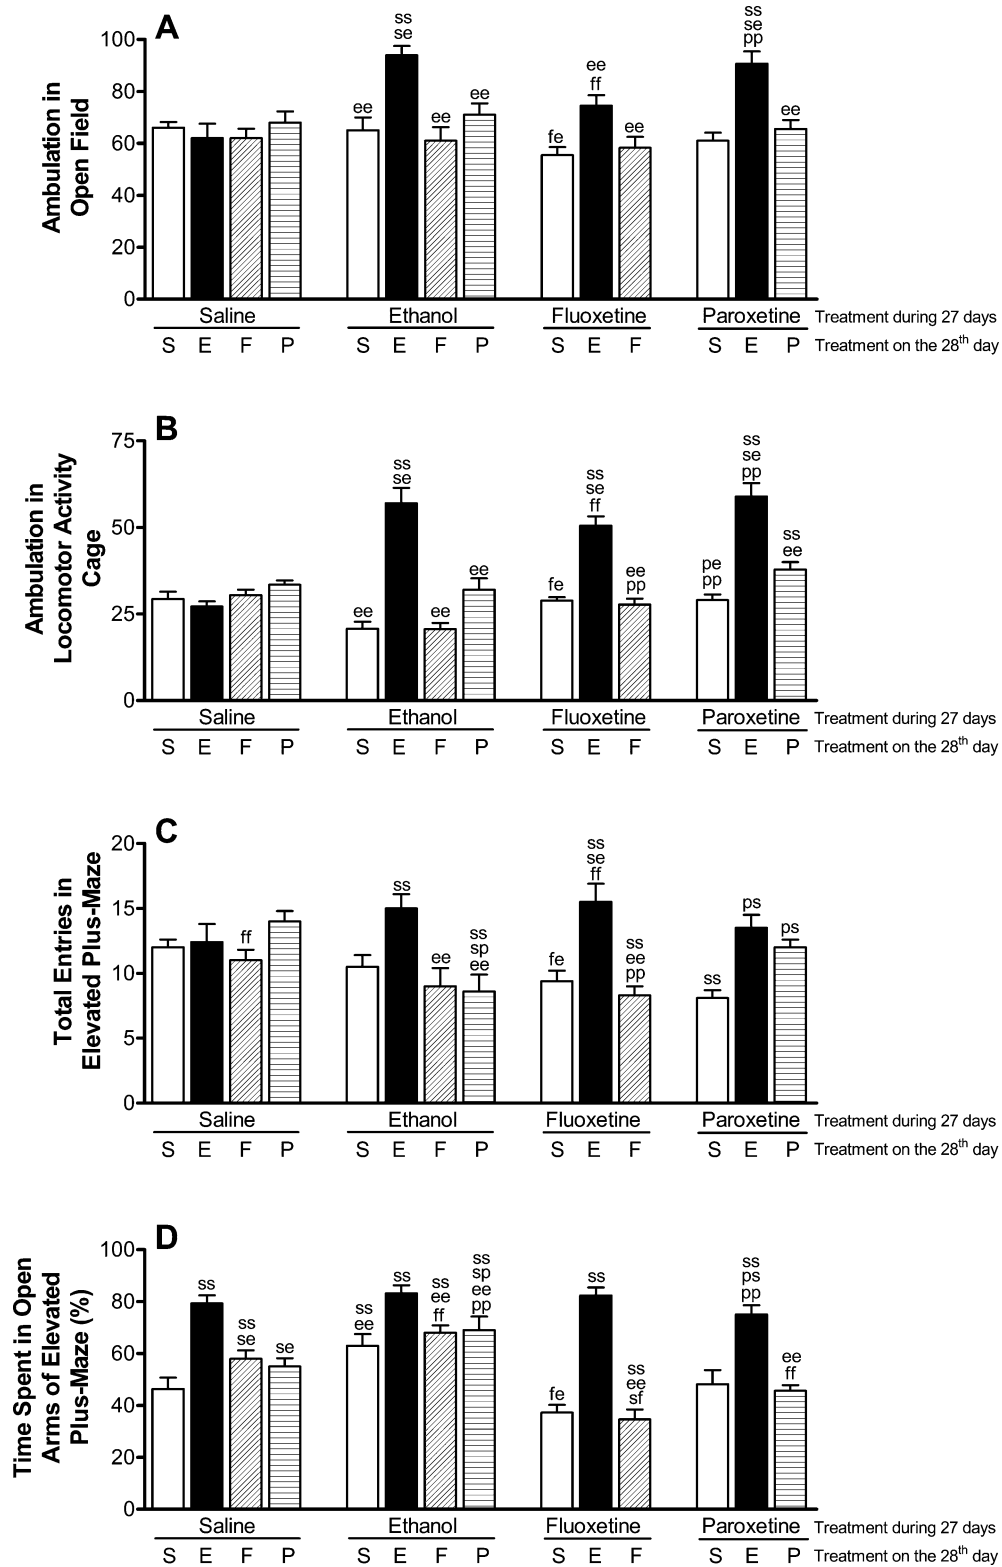 A
ss
se
ss
se
pp
ee
ff
ee
ee
ee
fe
ee
ee
100
80
60
40
20
0
Ambulation in
Open Field
Saline Ethanol Fluoxetine Paroxetine Treatment during 27 days
S E F P S E F P S E F S E P Treatment on the 28th day
B
ss
se
ss
se
ff
ss
se
pp
ee
ee
ee
fe
ee
pp
pe
pp
ss
ee
75
50
25
0
Ambulation in
Locomotor Activity
Cage
Saline Ethanol Fluoxetine Paroxetine Treatment during 27 days
S E F P S E F P S E F S E P Treatment on the 28th day
C
ff
ss
ee
ss
sp
ee
fe
ss
se
ff
ss
ee
pp
ss
ps
ps
20
15
10
5
0
Total Entries in
Elevated Plus-Maze
Saline Ethanol Fluoxetine Paroxetine Treatment during 27 days
S E F P S E F P S E F S E P Treatment on the 28th day
D
ss
ss
se
se
ss
ee
ss
ss
ee
ff
ss
sp
ee
pp
fe
ss
ss
ee
sf
ss
ps
pp
ee
ff
100
80
60
40
20
0
Time Spent in Open
Arms of Elevated
Plus-Maze (%)
Saline Ethanol Fluoxetine Paroxetine Treatment during 27 days
S E F P S E F P S E F S E P Treatment on the 28th day